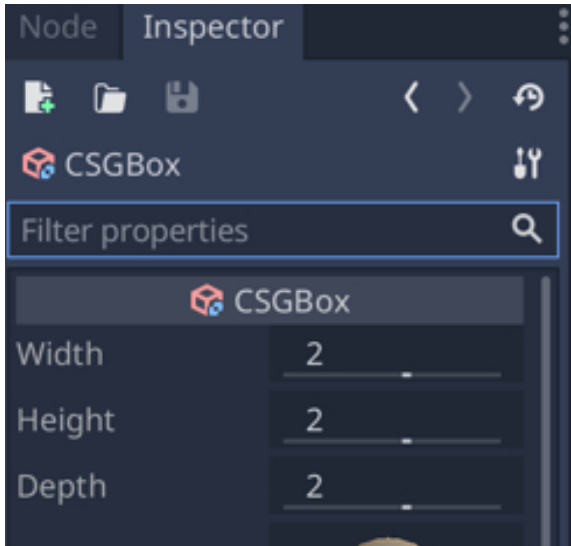 Node Inspector
CSGBox
Filter properties
CSGBox
Width 2
Height 2
Depth 2